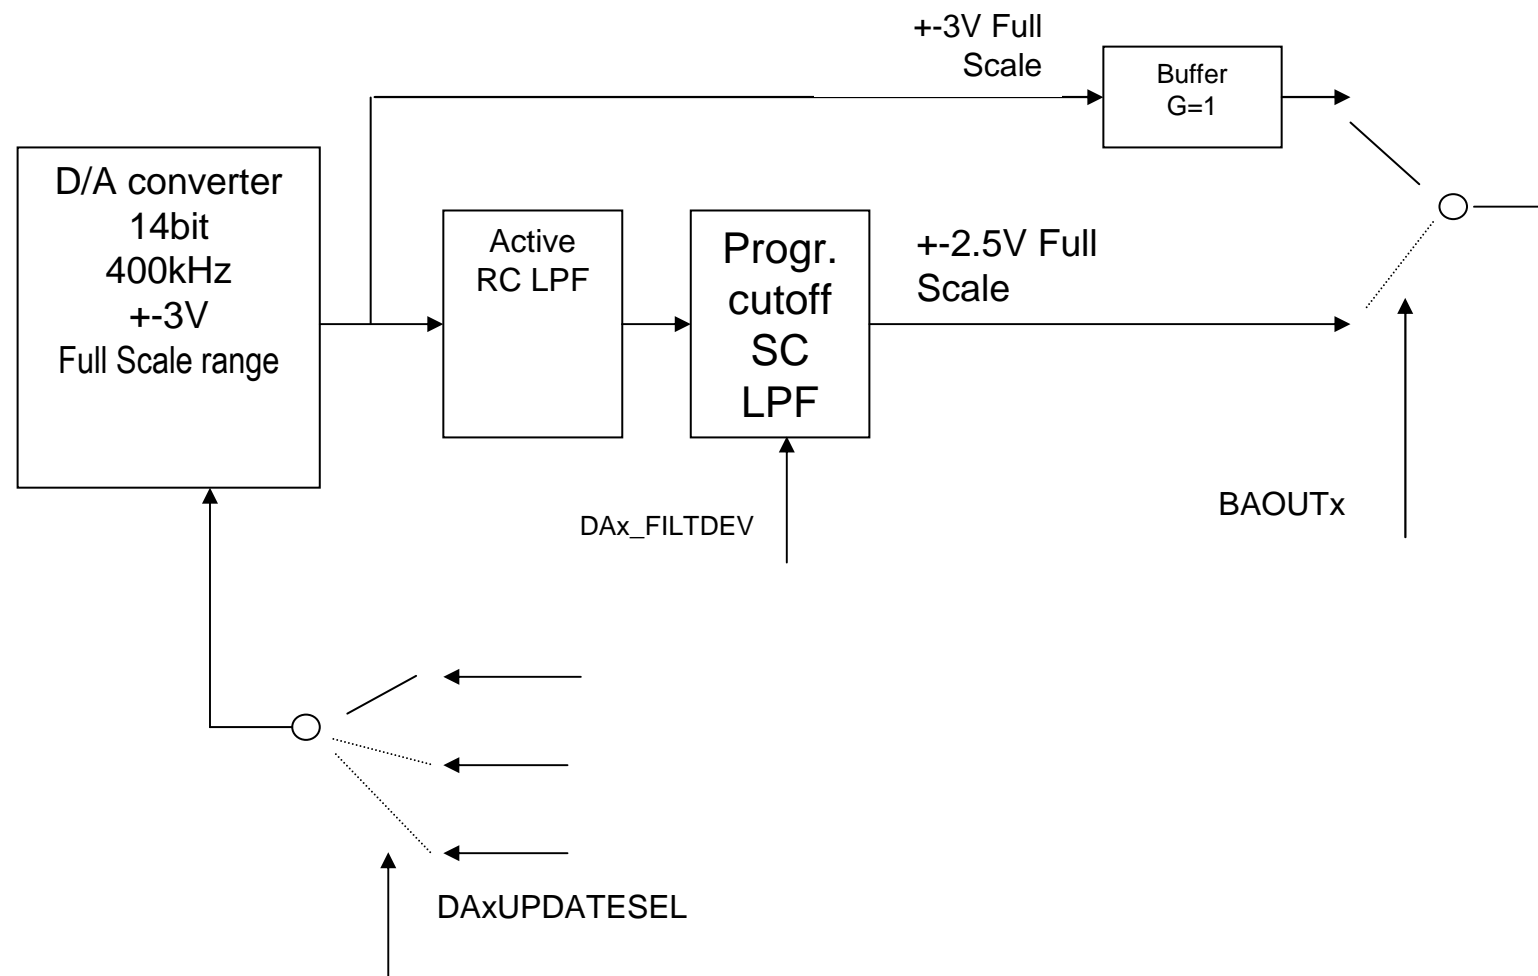 +-3V Full
Scale
Buffer
G=1
D/A converter
14bit
400kHz
+-3V
Full Scale range
Active
RC LPF
Progr.
cutoff
SC
LPF
+-2.5V Full
Scale
DAx_FILTDEV
BAOUTx
DAxUPDATESEL